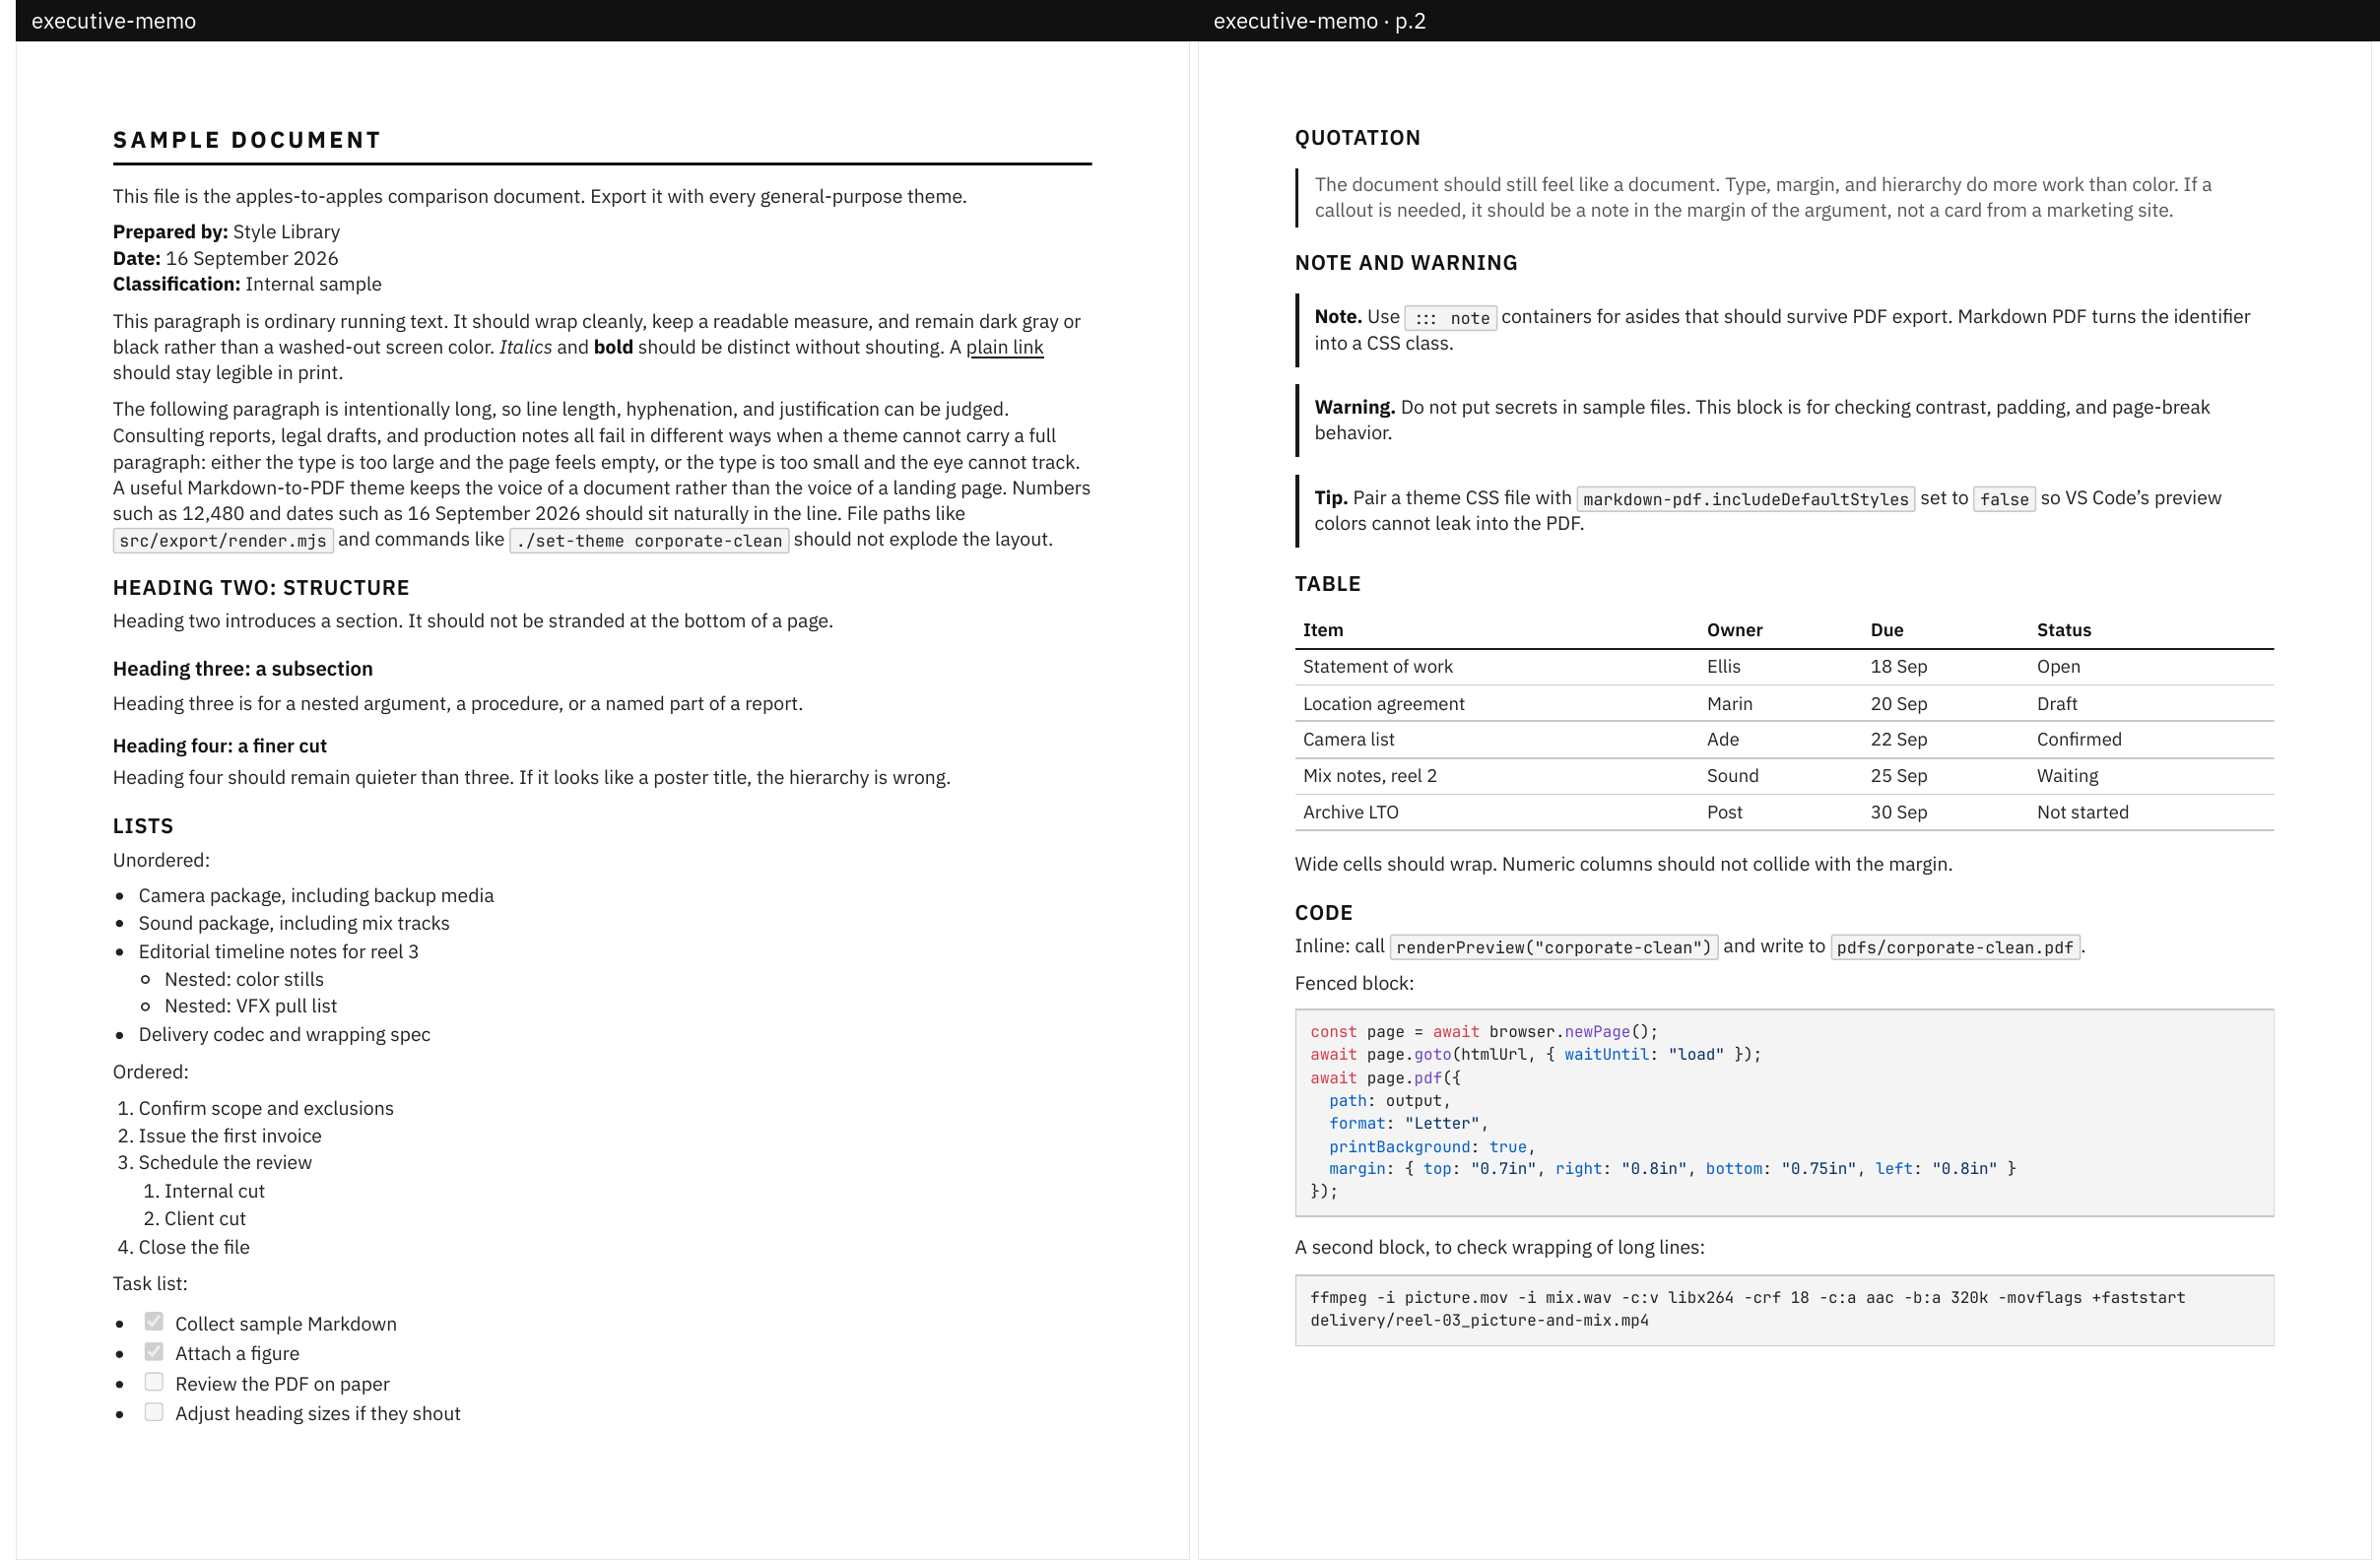 executive-memo
SAMPLE DOCUMENT
This file is the apples-to-apples comparison document. Export it with every general-purpose theme.
Prepared by: Style Library
Date: 16 September 2026
Classification: Internal sample
This paragraph is ordinary running text. It should wrap cleanly, keep a readable measure, and remain dark gray or
black rather than a washed-out screen color. Italics and bold should be distinct without shouting. A plain link
should stay legible in print.
The following paragraph is intentionally long, so line length, hyphenation, and justification can be judged.
Consulting reports, legal drafts, and production notes all fail in different ways when a theme cannot carry a full
paragraph: either the type is too large and the page feels empty, or the type is too small and the eye cannot track.
A useful Markdown-to-PDF theme keeps the voice of a document rather than the voice of a landing page. Numbers
such as 12,480 and dates such as 16 September 2026 should sit naturally in the line. File paths like
src/export/render.mjs and commands like ./set-theme corporate-clean should not explode the layout.
HEADING TWO: STRUCTURE
Heading two introduces a section. It should not be stranded at the bottom of a page.
Heading three: a subsection
Heading three is for a nested argument, a procedure, or a named part of a report.
Heading four: a finer cut
Heading four should remain quieter than three. If it looks like a poster title, the hierarchy is wrong.
LISTS
Unordered:
• Camera package, including backup media
• Sound package, including mix tracks
• Editorial timeline notes for reel 3
◦ Nested: color stills
◦ Nested: VFX pull list
• Delivery codec and wrapping spec
Ordered:
1. Confirm scope and exclusions
2. Issue the first invoice
3. Schedule the review
1. Internal cut
2. Client cut
4. Close the file
Task list:
• Collect sample Markdown
• Attach a figure
• Review the PDF on paper
• Adjust heading sizes if they shout
executive-memo · p.2
QUOTATION
The document should still feel like a document. Type, margin, and hierarchy do more work than color. If a
callout is needed, it should be a note in the margin of the argument, not a card from a marketing site.
NOTE AND WARNING
Note. Use ::: note containers for asides that should survive PDF export. Markdown PDF turns the identifier
into a CSS class.
Warning. Do not put secrets in sample files. This block is for checking contrast, padding, and page-break
behavior.
Tip. Pair a theme CSS file with markdown-pdf.includeDefaultStyles set to false so VS Code’s preview
colors cannot leak into the PDF.
TABLE
Item Owner Due Status
Statement of work Ellis 18 Sep Open
Location agreement Marin 20 Sep Draft
Camera list Ade 22 Sep Confirmed
Mix notes, reel 2 Sound 25 Sep Waiting
Archive LTO Post 30 Sep Not started
Wide cells should wrap. Numeric columns should not collide with the margin.
CODE
Inline: call renderPreview("corporate-clean") and write to pdfs/corporate-clean.pdf.
Fenced block:
const page = await browser.newPage();
await page.goto(htmlUrl, { waitUntil: "load" });
await page.pdf({
  path: output,
  format: "Letter",
  printBackground: true,
  margin: { top: "0.7in", right: "0.8in", bottom: "0.75in", left: "0.8in" }
});
A second block, to check wrapping of long lines:
ffmpeg -i picture.mov -i mix.wav -c:v libx264 -crf 18 -c:a aac -b:a 320k -movflags +faststart
delivery/reel-03_picture-and-mix.mp4